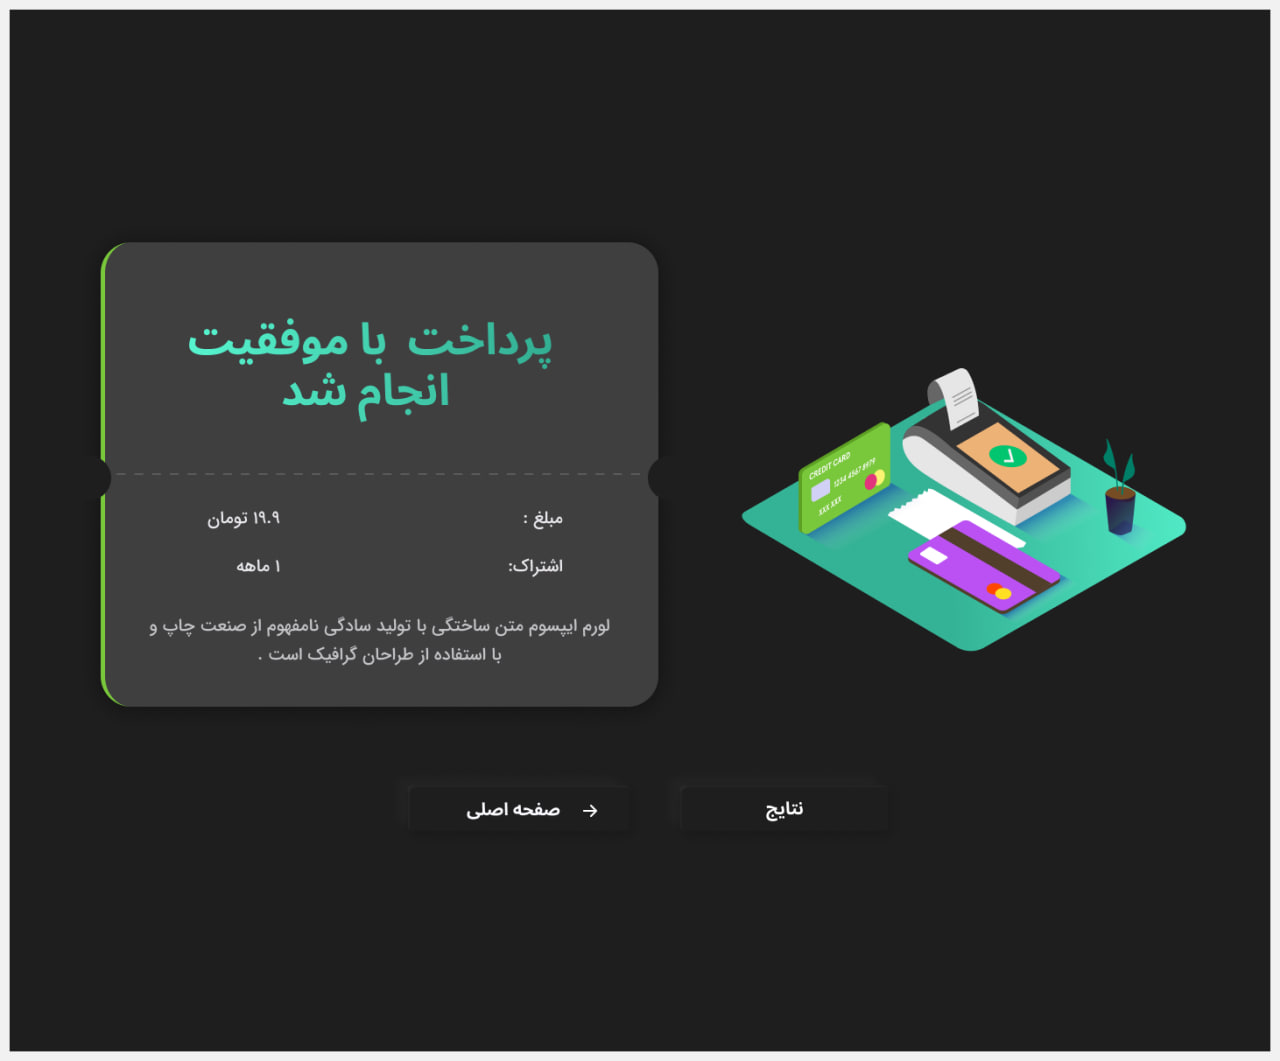 پرداخت با موفقیت
انجام شد
مبلغ : ۱۹.۹ تومان
اشتراک: ۱ ماهه
لورم ایپسوم متن ساختگی با تولید سادگی نامفهوم از صنعت چاپ و
با استفاده از طراحان گرافیک است .
CREDIT CARD
1234 4567 8979
XXX XXX
نتایج
→ صفحه اصلی